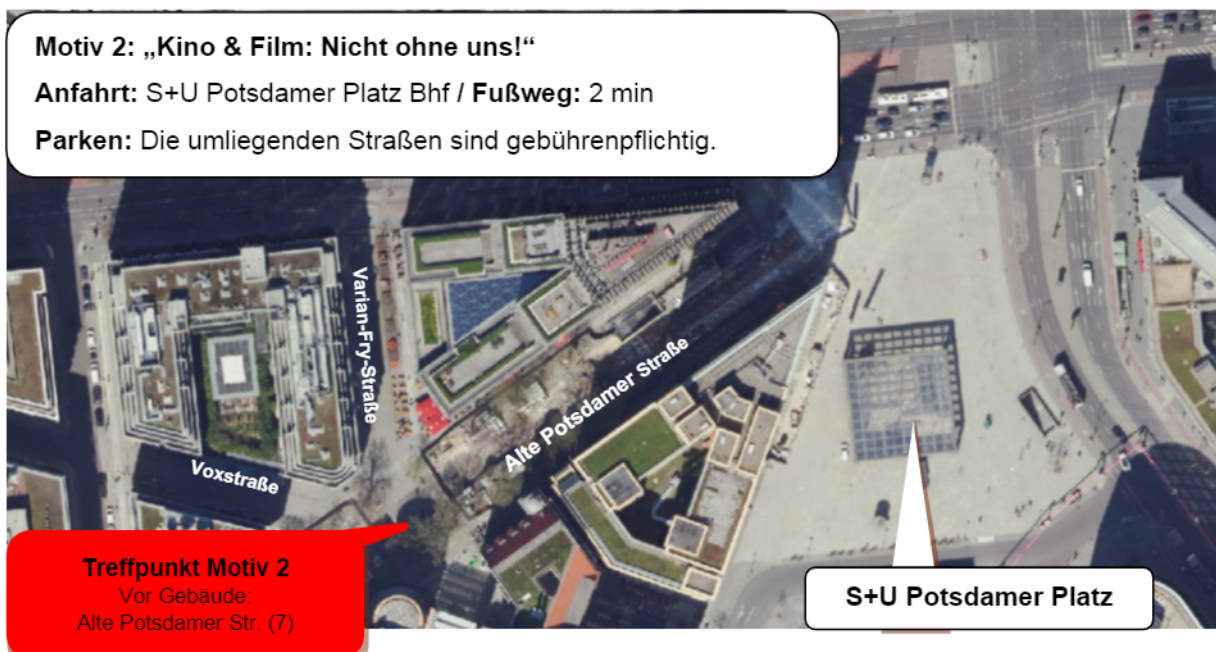 Motiv 2: „Kino & Film: Nicht ohne uns!“
Anfahrt: S+U Potsdamer Platz Bhf / Fußweg: 2 min
Parken: Die umliegenden Straßen sind gebührenpflichtig.
Varian-Fry-Straße
Alte Potsdamer Straße
Voxstraße
Treffpunkt Motiv 2
Vor Gebäude:
Alte Potsdamer Str. (7)
S+U Potsdamer Platz